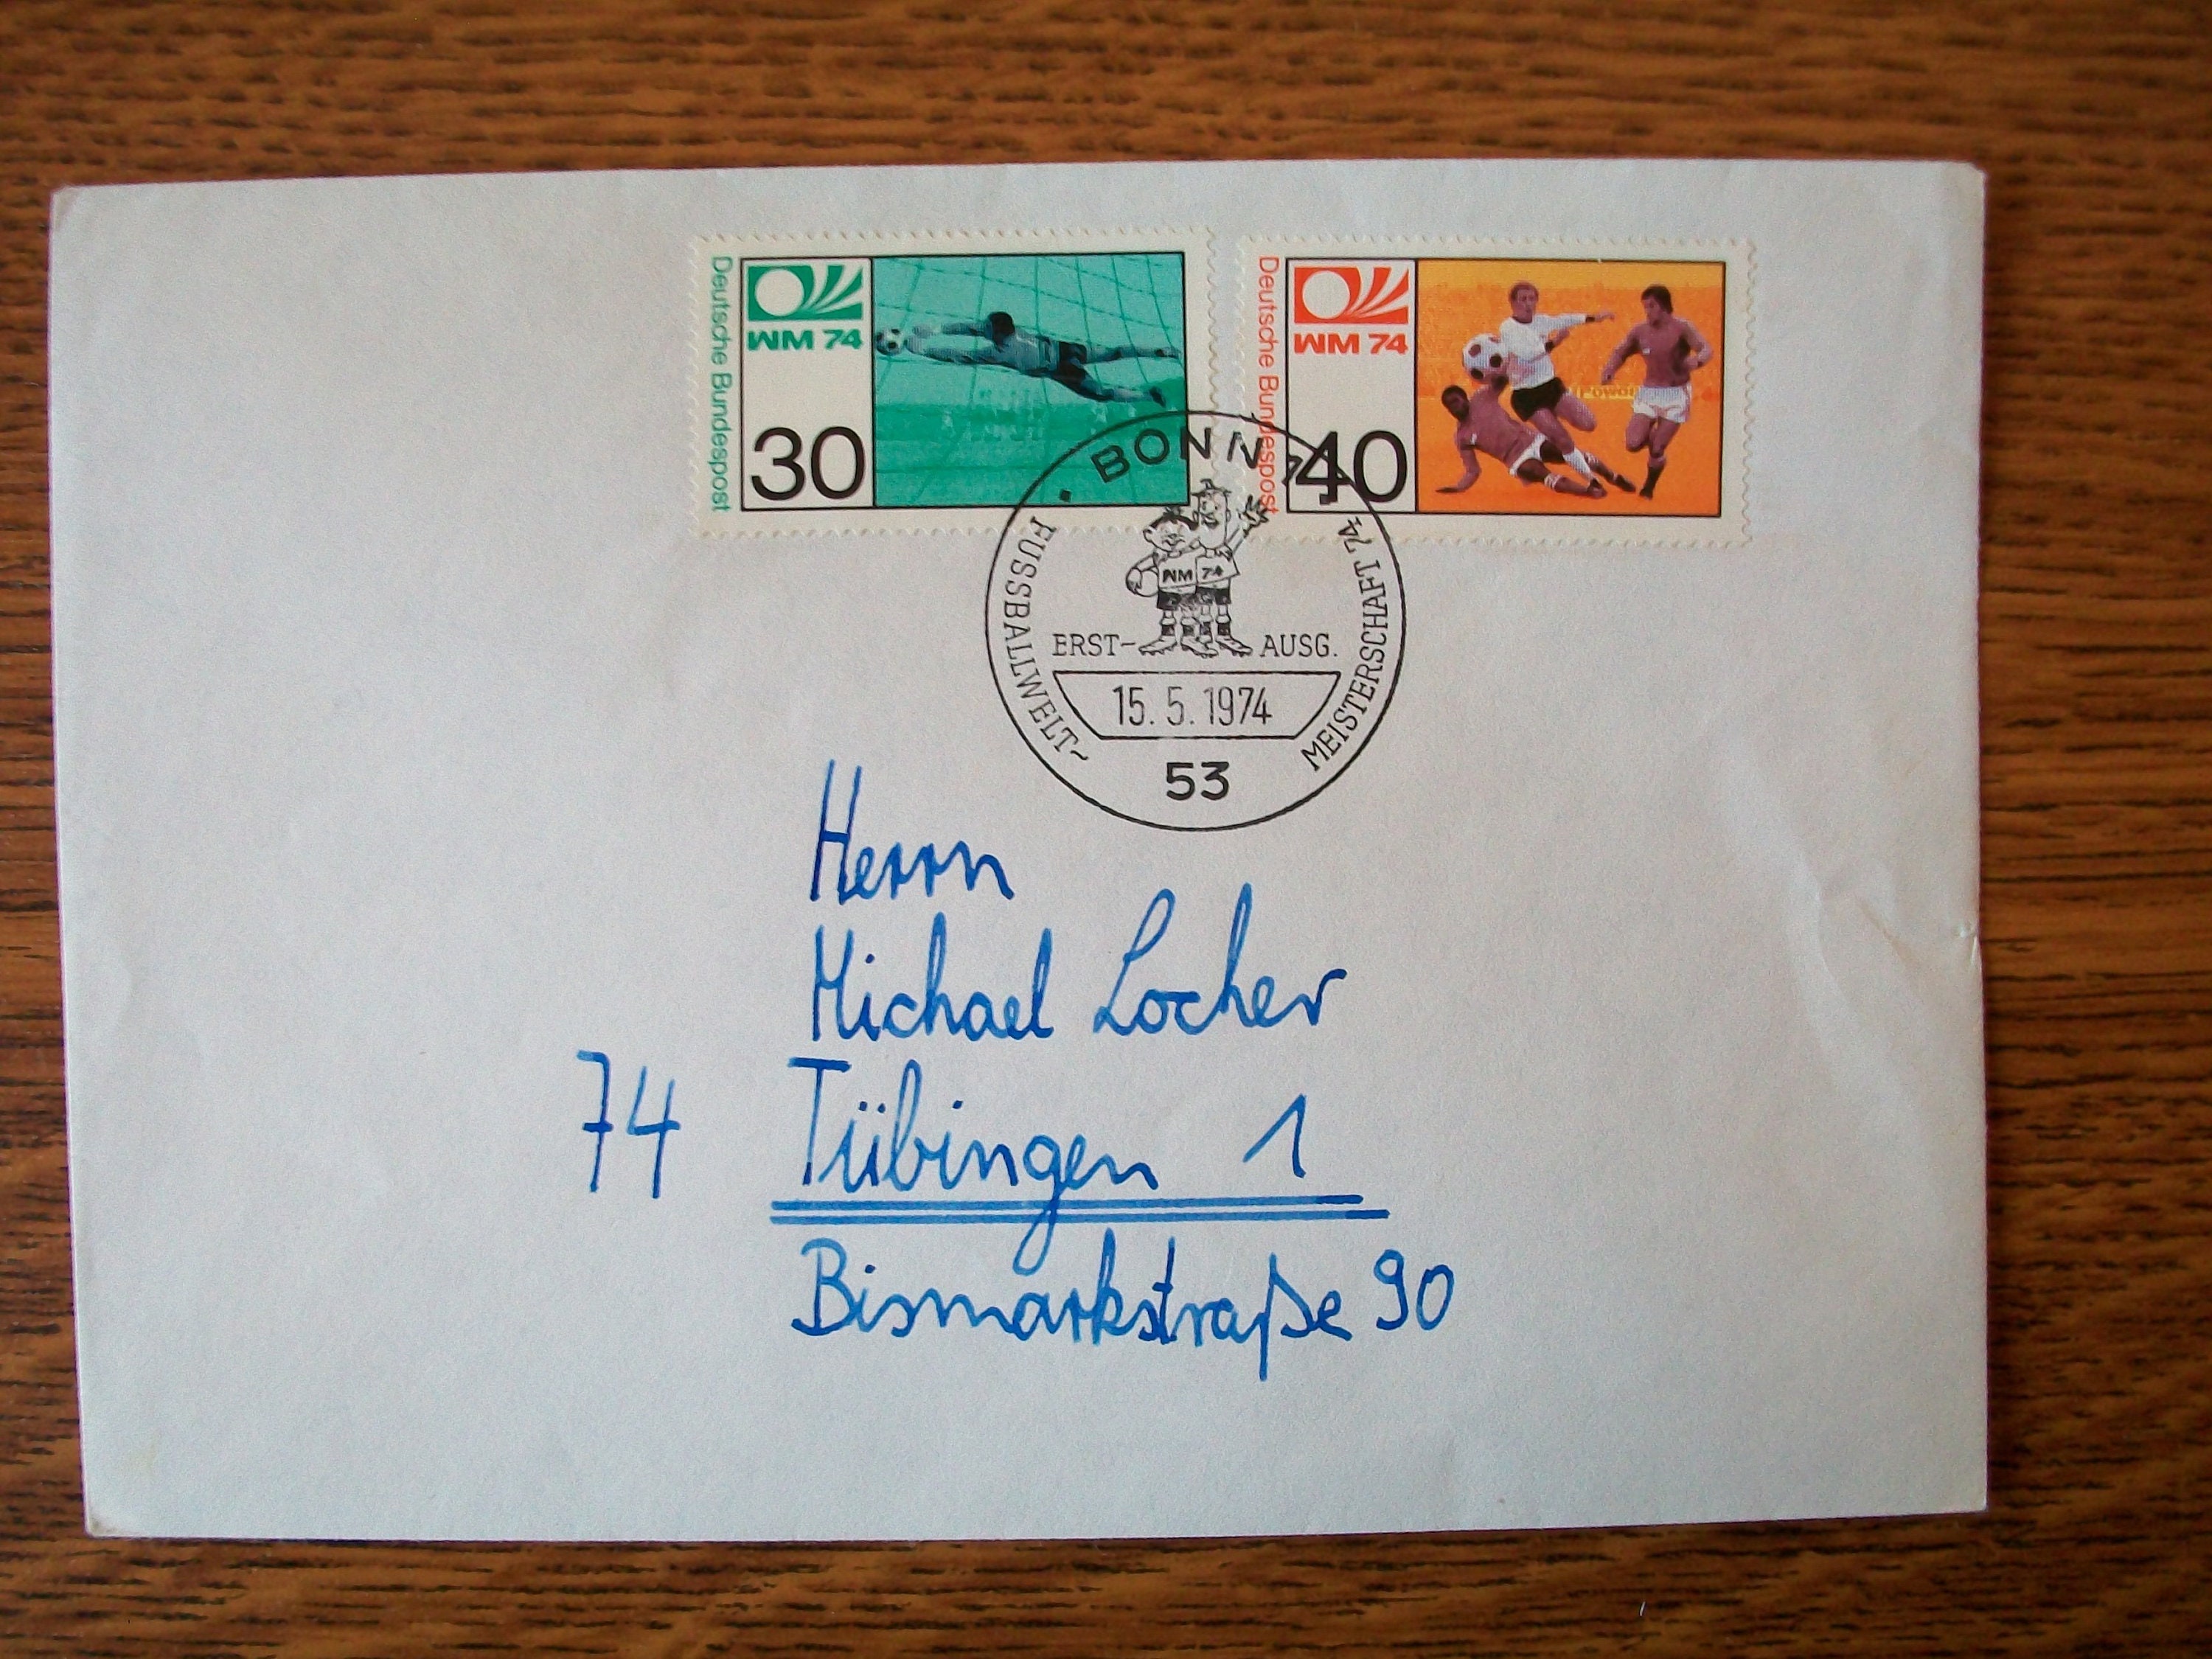 Deutsche Bundespost
WM 74
30
Deutsche Bundespost
WM 74
40
BONN
WM 74
FUSSBALLWELT-
MEISTERSCHAFT 74
ERST- AUSG.
15. 5. 1974
53
Herrn
Michael Locher
74 Tübingen 1
Bismarkstraße 90